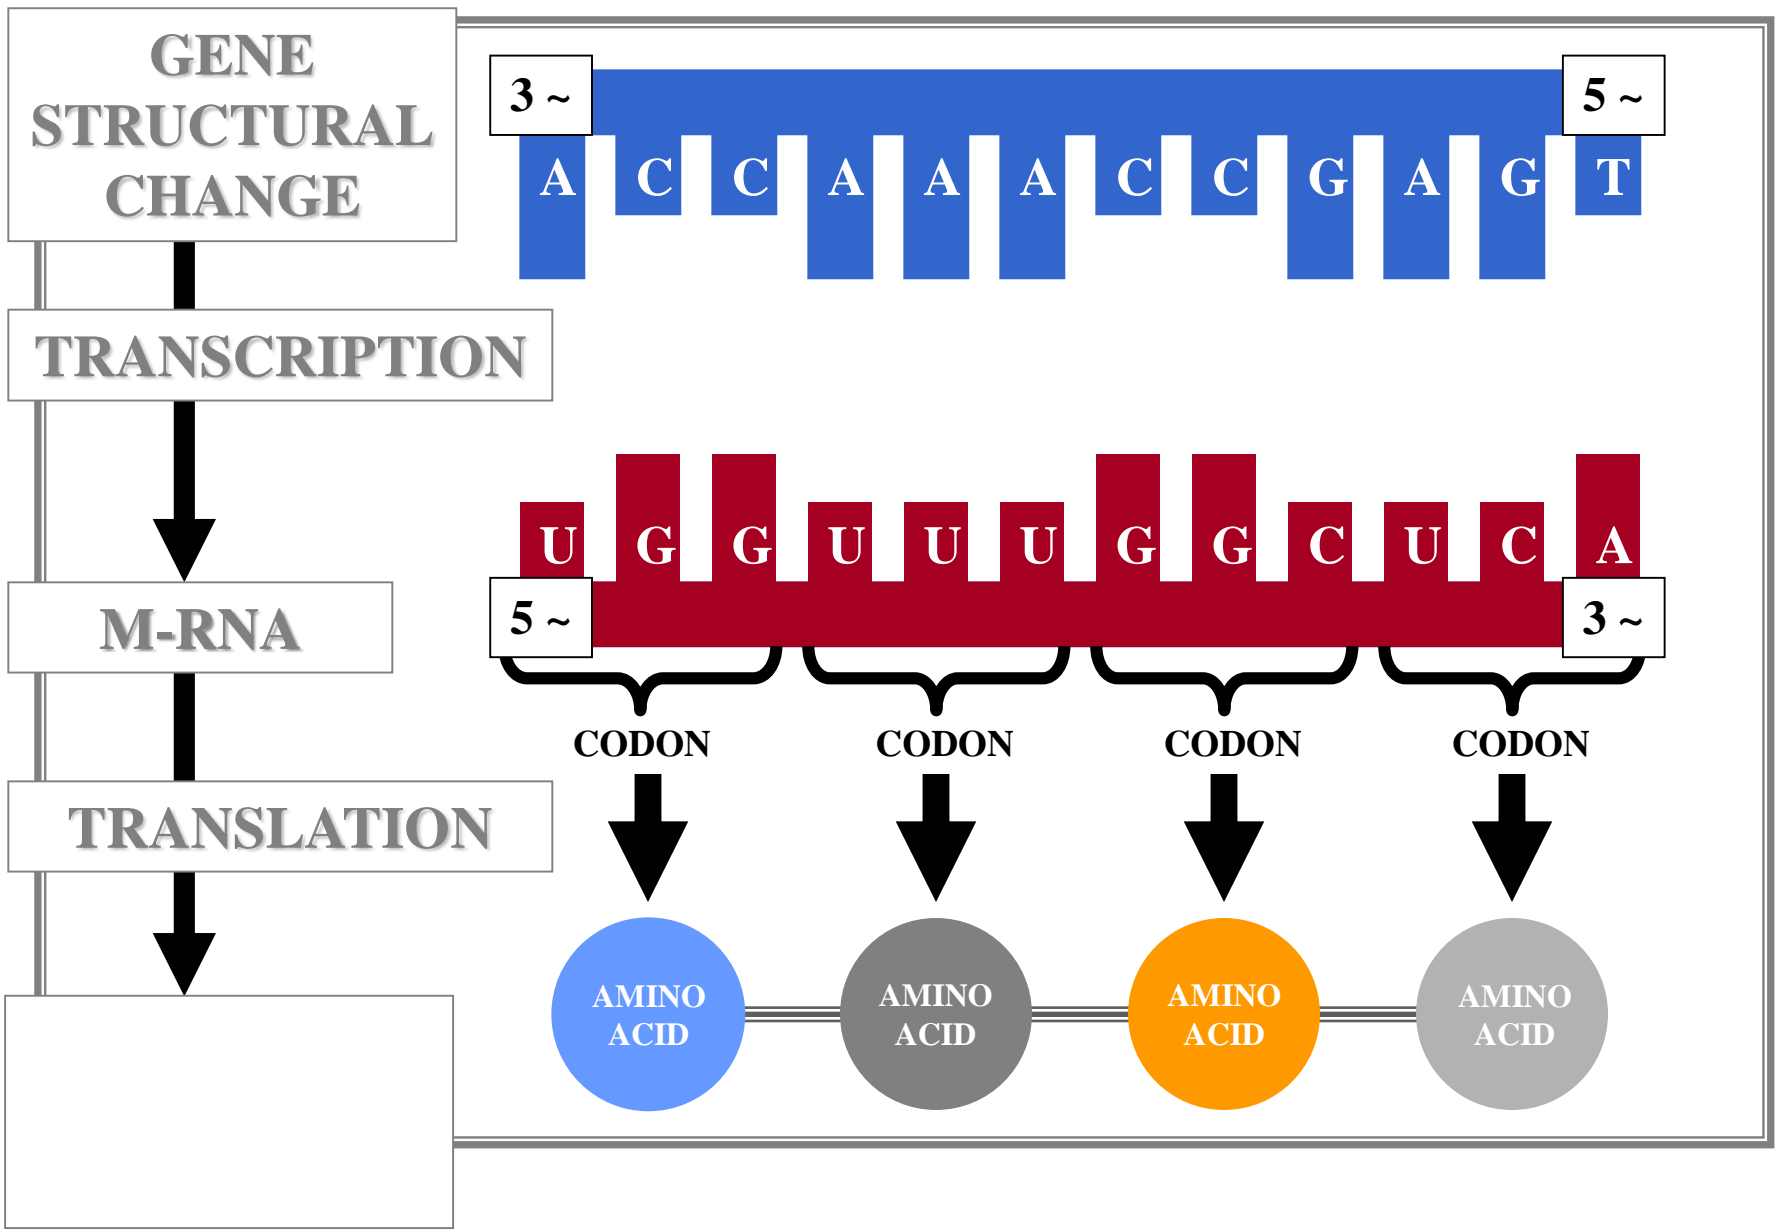 GENE
STRUCTURAL
CHANGE
3 ~
5 ~
A C C A A A C C G A G T
TRANSCRIPTION
U G G U U U G G C U C A
5 ~
3 ~
M-RNA
CODON CODON CODON CODON
TRANSLATION
AMINO ACID
AMINO ACID
AMINO ACID
AMINO ACID